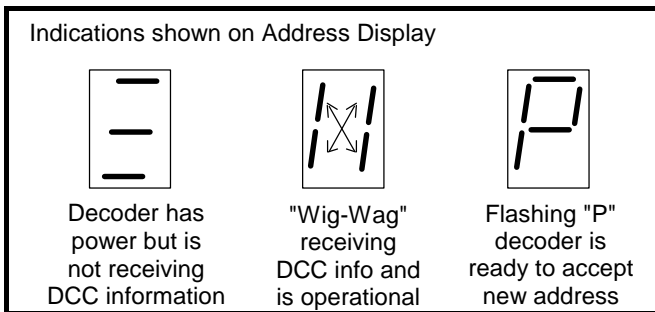 Indications shown on Address Display
P
Decoder has
power but is
not receiving
DCC information
"Wig-Wag"
receiving
DCC info and
is operational
Flashing "P"
decoder is
ready to accept
new address